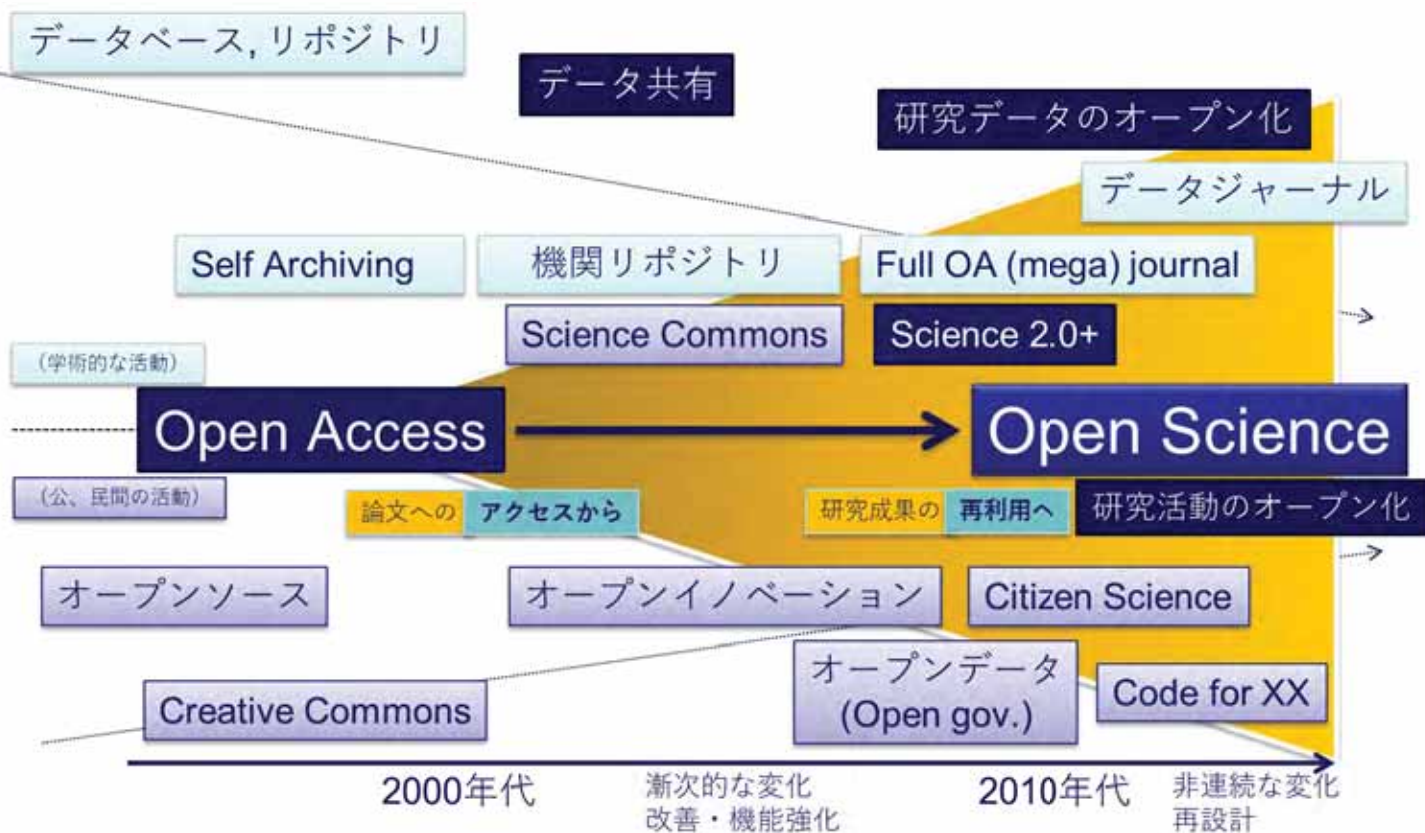 データベース, リポジトリ
データ共有
研究データのオープン化
データジャーナル
Self Archiving
機関リポジトリ
Full OA (mega) journal
Science Commons
Science 2.0+
（学術的な活動）
Open Access
Open Science
（公、民間の活動）
論文への アクセスから
研究成果の 再利用へ
研究活動のオープン化
オープンソース
オープンイノベーション
Citizen Science
Creative Commons
オープンデータ
(Open gov.)
Code for XX
2000年代
漸次的な変化
改善・機能強化
2010年代
非連続な変化
再設計